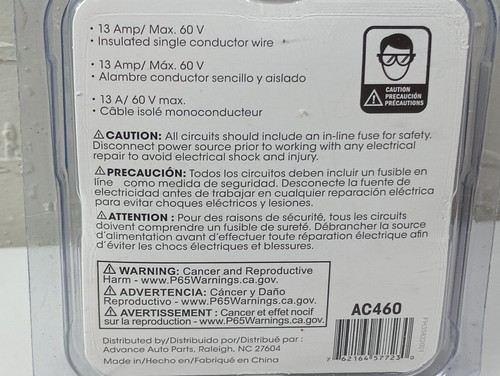 • 13 Amp/ Max. 60 V
• Insulated single conductor wire
• 13 Amp/ Máx. 60 V
• Alambre conductor sencillo y aislado
• 13 A/ 60 V max.
• Câble isolé monoconducteur
CAUTION
PRECAUCIÓN
PRÉCAUTIONS
⚠CAUTION: All circuits should include an in-line fuse for safety.
Disconnect power source prior to working with any electrical
repair to avoid electrical shock and injury.
⚠PRECAUCIÓN: Todos los circuitos deben incluir un fusible en
líne como medida de seguridad. Desconecte la fuente de
electricidad antes de trabajar en cualquier reparación eléctrica
para evitar choques eléctricos y lesiones.
⚠ATTENTION : Pour des raisons de sécurité, tous les circuits
doivent comprendre un fusible de sureté. Débrancher la source
d'alimentation avant d'effectuer toute réparation électrique afin
d'éviter les chocs électriques et blessures.
⚠ WARNING: Cancer and Reproductive
Harm - www.P65Warnings.ca.gov.
⚠ ADVERTENCIA: Cáncer y Daño
Reproductivo - www.P65Warnings.ca.gov.
⚠ AVERTISSEMENT : Cancer et effet nocif
sur la reproduction - www.P65Warnings.ca.gov.
Distributed by/Distribuido por/Distribué par :
Advance Auto Parts, Raleigh, NC 27604
Made in/Hecho en/Fabriqué en China
AC460
7 62164 57723 0